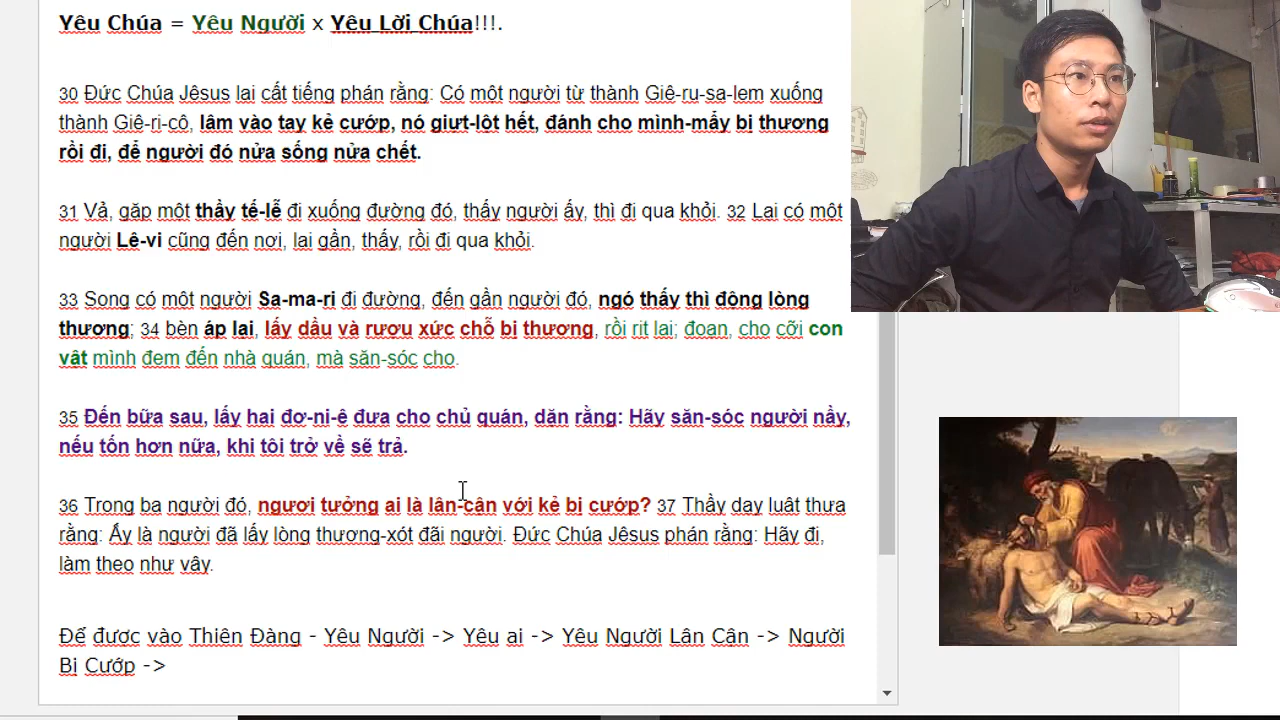 Yêu Chúa = Yêu Người x Yêu Lời Chúa!!!.
30 Đức Chúa Jêsus lại cất tiếng phán rằng: Có một người từ thành Giê-ru-sa-lem xuống
thành Giê-ri-cô, lâm vào tay kẻ cướp, nó giựt-lột hết, đánh cho mình-mẩy bị thương
rồi đi, để người đó nửa sống nửa chết.
31 Vả, gặp một thầy tế-lễ đi xuống đường đó, thấy người ấy, thì đi qua khỏi. 32 Lại có một
người Lê-vi cũng đến nơi, lại gần, thấy, rồi đi qua khỏi.
33 Song có một người Sa-ma-ri đi đường, đến gần người đó, ngó thấy thì động lòng
thương; 34 bèn áp lại, lấy dầu và rượu xức chỗ bị thương, rồi rịt lại; đoạn, cho cỡi con
vật mình đem đến nhà quán, mà săn-sóc cho.
35 Đến bữa sau, lấy hai đơ-ni-ê đưa cho chủ quán, dặn rằng: Hãy săn-sóc người nầy,
nếu tốn hơn nữa, khi tôi trở về sẽ trả.
36 Trong ba người đó, ngươi tưởng ai là lân-cận với kẻ bị cướp? 37 Thầy dạy luật thưa
rằng: Ấy là người đã lấy lòng thương-xót đãi người. Đức Chúa Jêsus phán rằng: Hãy đi,
làm theo như vậy.
Để được vào Thiên Đàng - Yêu Người -> Yêu ai -> Yêu Người Lân Cận -> Người
Bị Cướp ->